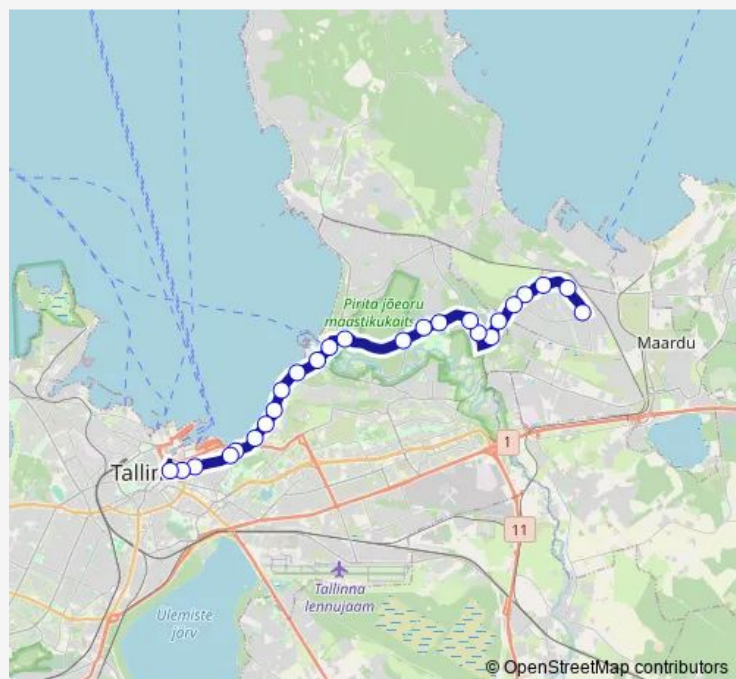 Pirita jõeoru
maastikukaits
Maardu
1
Tallinn
11
Tallinna
lennujaam
Ülemiste
järv
© OpenStreetMap contributors